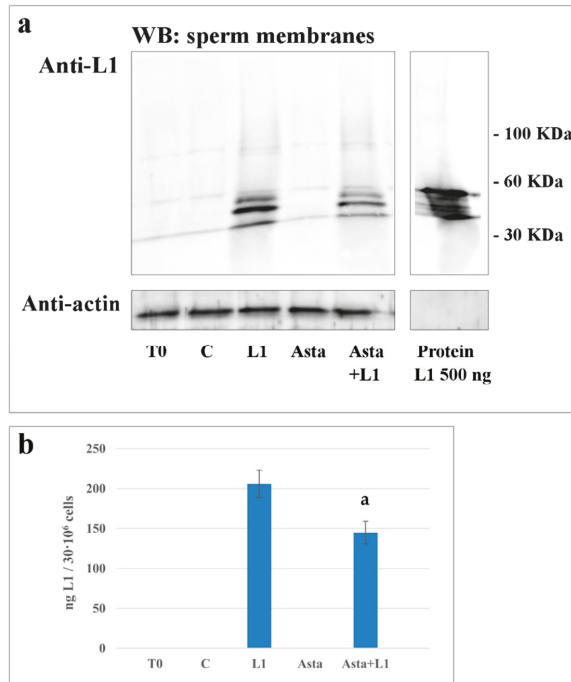 a
WB: sperm membranes
Anti-L1
- 100 KDa
- 60 KDa
- 30 KDa
Anti-actin
T0 C L1 Asta Asta +L1 Protein L1 500 ng
b
ng L1 / 30·10⁶ cells
250
200
150
100
50
0
a
T0 C L1 Asta Asta+L1